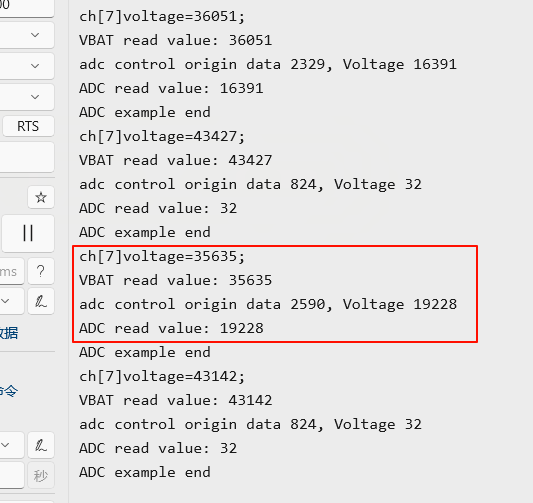 00
RTS
ms
?
数据
命令
秒
ch[7]voltage=36051;
VBAT read value: 36051
adc control origin data 2329, Voltage 16391
ADC read value: 16391
ADC example end
ch[7]voltage=43427;
VBAT read value: 43427
adc control origin data 824, Voltage 32
ADC read value: 32
ADC example end
ch[7]voltage=35635;
VBAT read value: 35635
adc control origin data 2590, Voltage 19228
ADC read value: 19228
ADC example end
ch[7]voltage=43142;
VBAT read value: 43142
adc control origin data 824, Voltage 32
ADC read value: 32
ADC example end